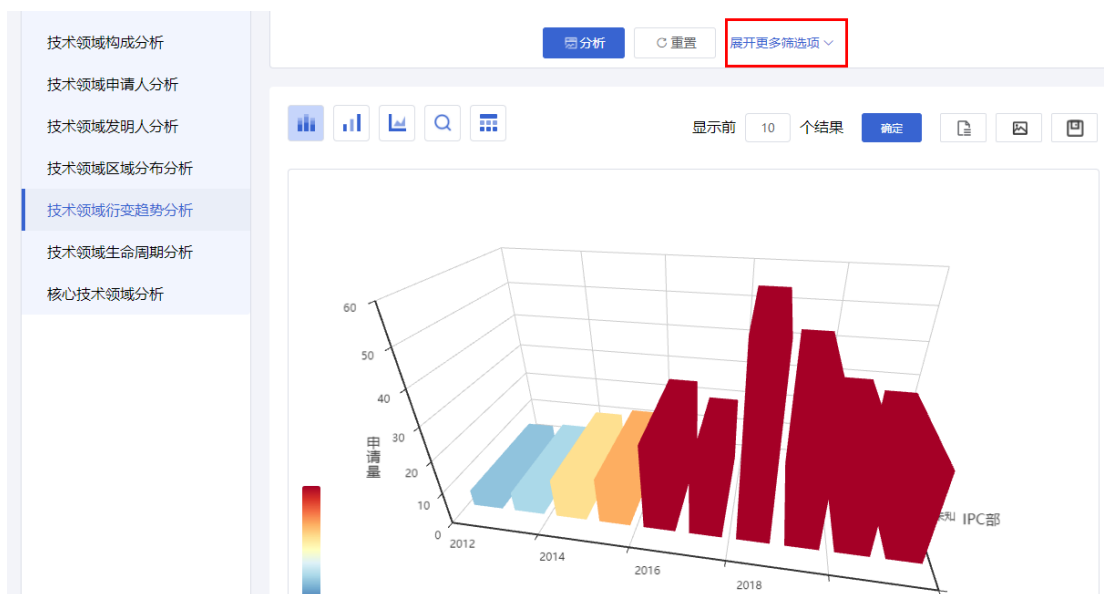 技术领域构成分析
技术领域申请人分析
技术领域发明人分析
技术领域区域分布分析
技术领域衍变趋势分析
技术领域生命周期分析
核心技术领域分析
分析 重置 展开更多筛选项
显示前 10 个结果 确定
60
50
40
30
20
10
0
申请量
2012
2014
2016
2018
IPC部